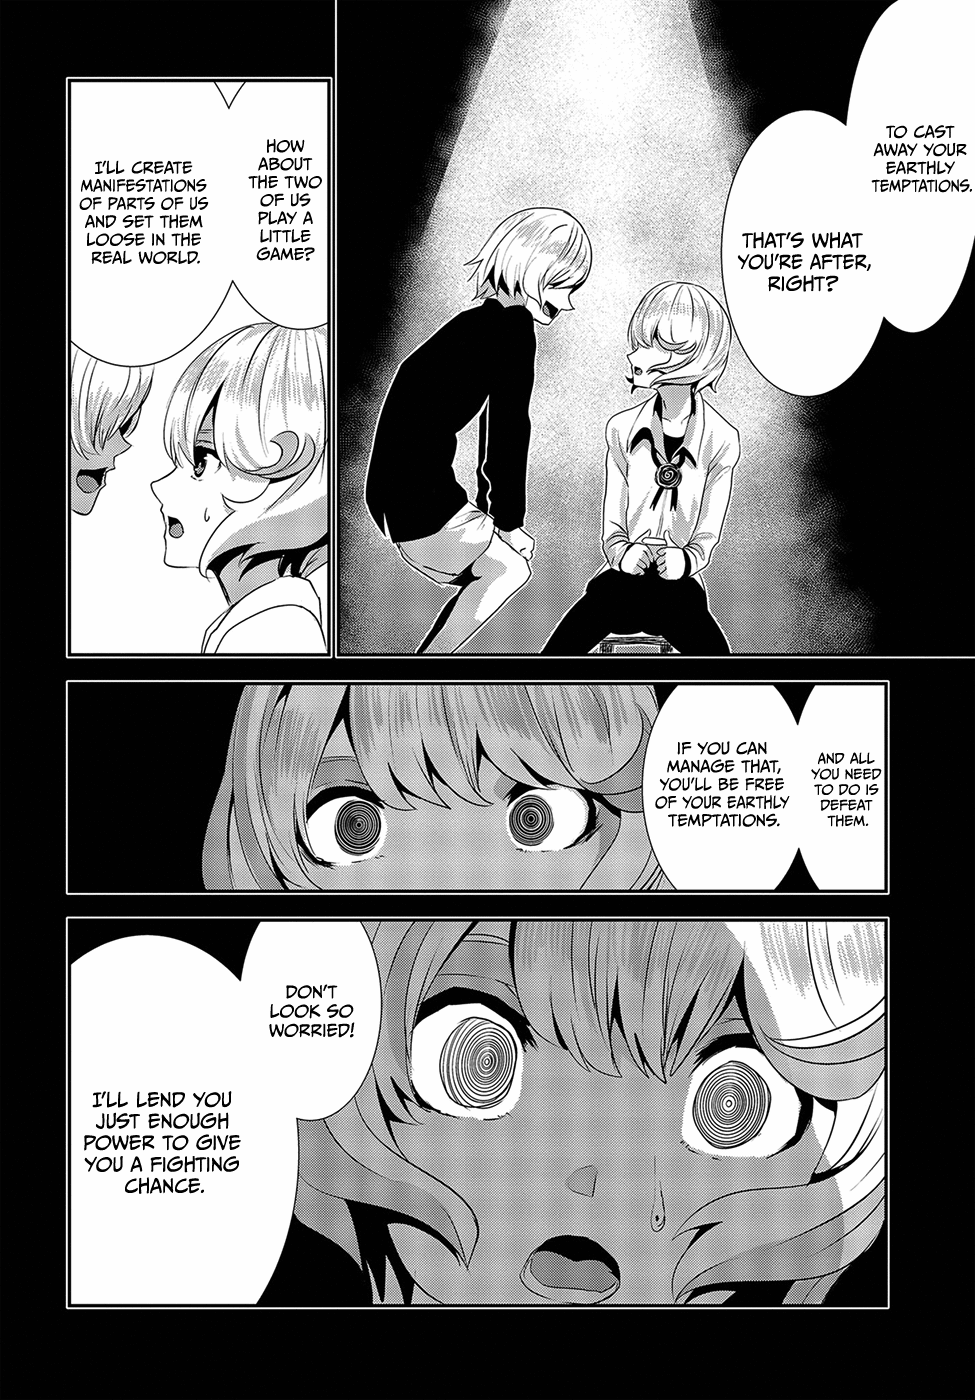 TO CAST
AWAY YOUR
EARTHLY
TEMPTATIONS.
THAT'S WHAT
YOU'RE AFTER,
RIGHT?
HOW
ABOUT
THE TWO
OF US
PLAY A
LITTLE
GAME?
I'LL CREATE
MANIFESTATIONS
OF PARTS OF US
AND SET THEM
LOOSE IN THE
REAL WORLD.
AND ALL
YOU NEED
TO DO IS
DEFEAT
THEM.
IF YOU CAN
MANAGE THAT,
YOU'LL BE FREE
OF YOUR EARTHLY
TEMPTATIONS.
DON'T
LOOK SO
WORRIED!
I'LL LEND YOU
JUST ENOUGH
POWER TO GIVE
YOU A FIGHTING
CHANCE.